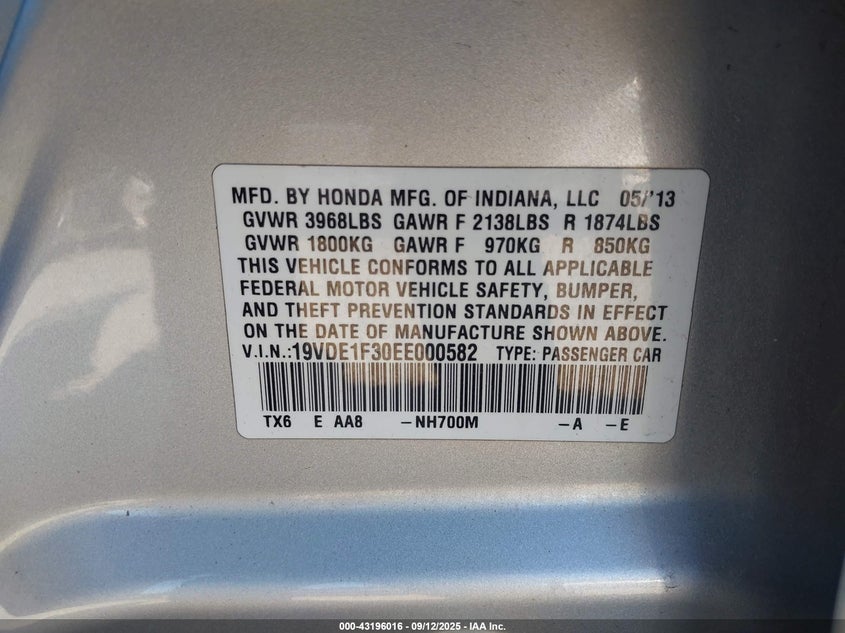 MFD. BY HONDA MFG. OF INDIANA, LLC 05/'13
GVWR 3968LBS GAWR F 2138LBS R 1874LBS
GVWR 1800KG GAWR F 970KG R 850KG
THIS VEHICLE CONFORMS TO ALL APPLICABLE
FEDERAL MOTOR VEHICLE SAFETY, BUMPER,
AND THEFT PREVENTION STANDARDS IN EFFECT
ON THE DATE OF MANUFACTURE SHOWN ABOVE.
V.I.N.:19VDE1F30EE000582 TYPE: PASSENGER CAR
TX6 E AA8 -NH700M -A -E
000-43196016 - 09/12/2025 - IAA Inc.